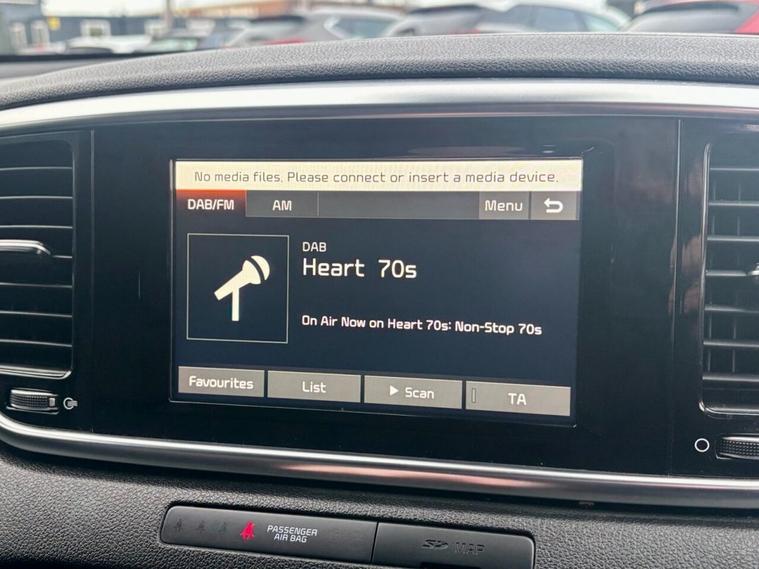 No media files. Please connect or insert a media device.
DAB/FM AM Menu
DAB
Heart 70s
On Air Now on Heart 70s: Non-Stop 70s
Favourites List Scan TA
PASSENGER
AIR BAG
SD MAP